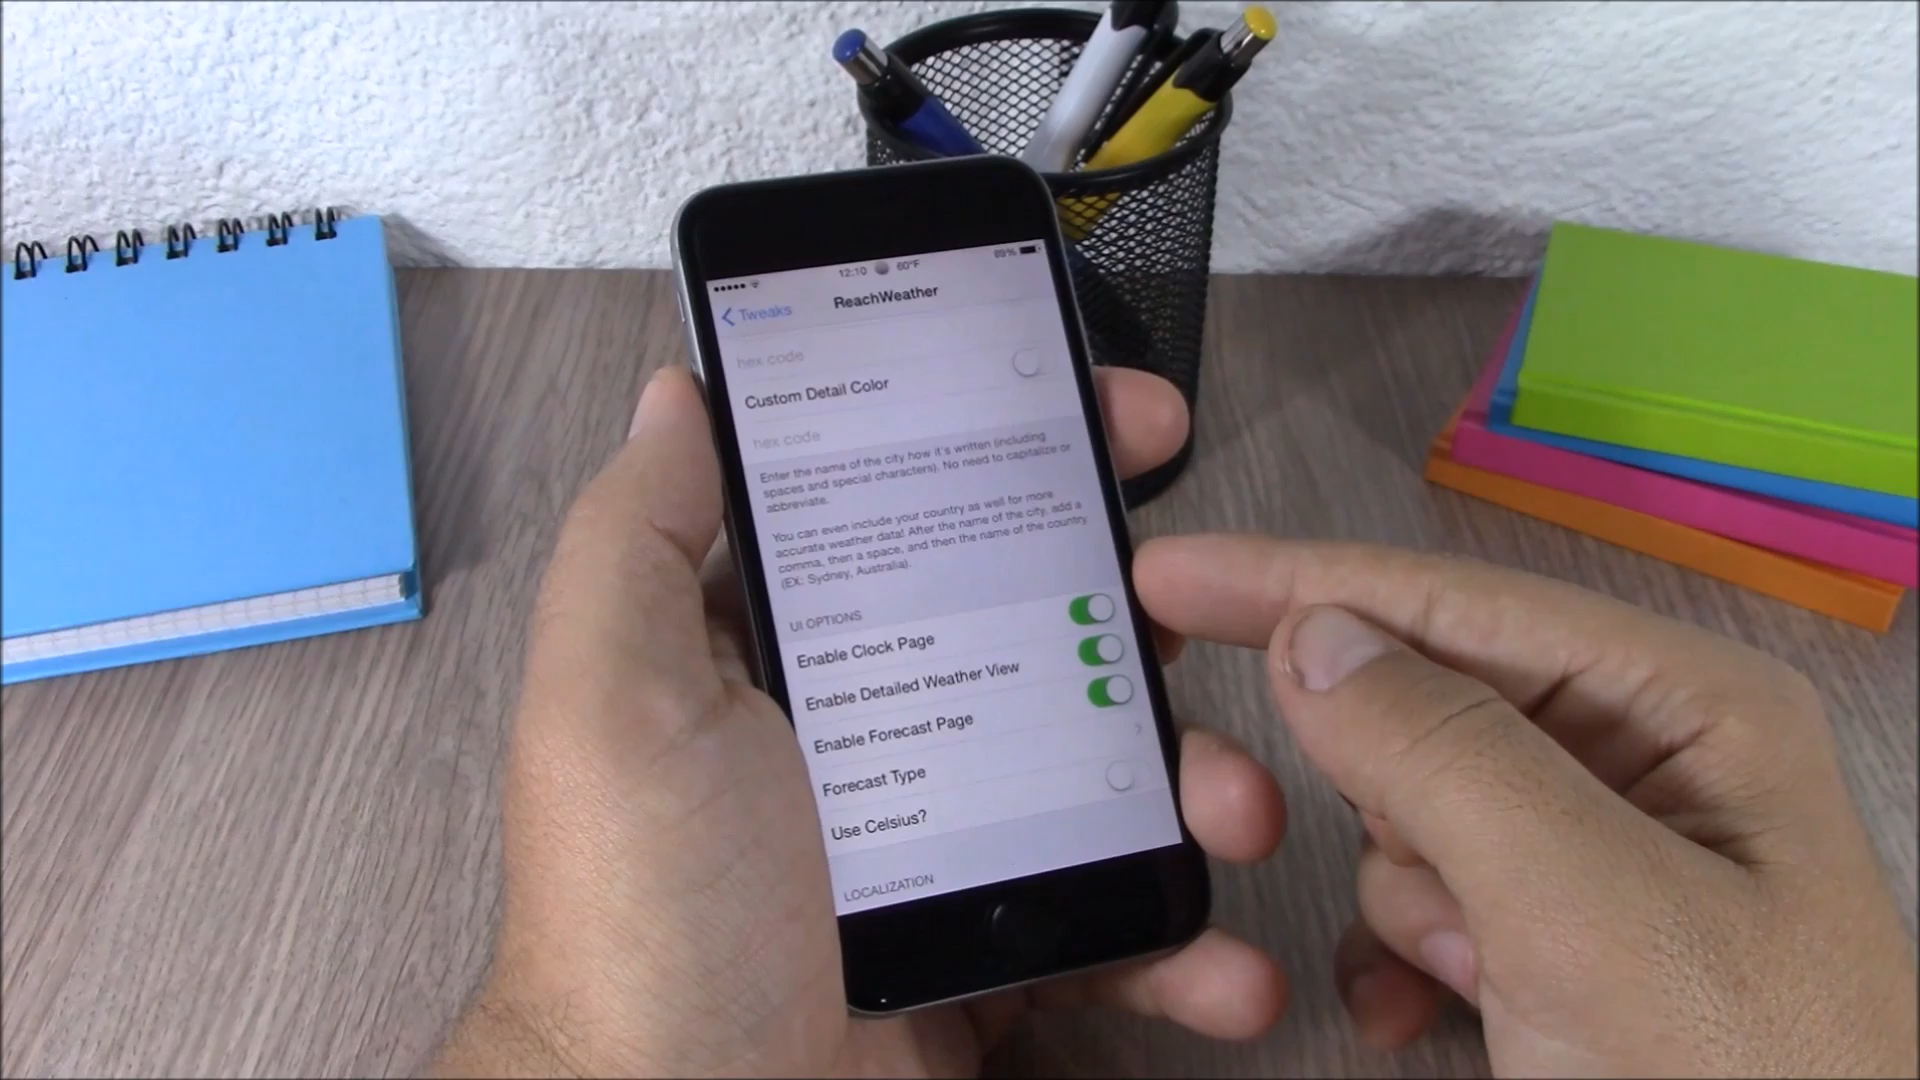 12:10 60°F
89%
Tweaks
ReachWeather
hex code
Custom Detail Color
hex code
Enter the name of the city how it's written (including
spaces and special characters). No need to capitalize or
abbreviate.
You can even include your country as well for more
accurate weather data! After the name of the city, add a
comma, then a space, and then the name of the country.
(EX: Sydney, Australia).
UI OPTIONS
Enable Clock Page
Enable Detailed Weather View
Enable Forecast Page
Forecast Type
Use Celsius?
LOCALIZATION